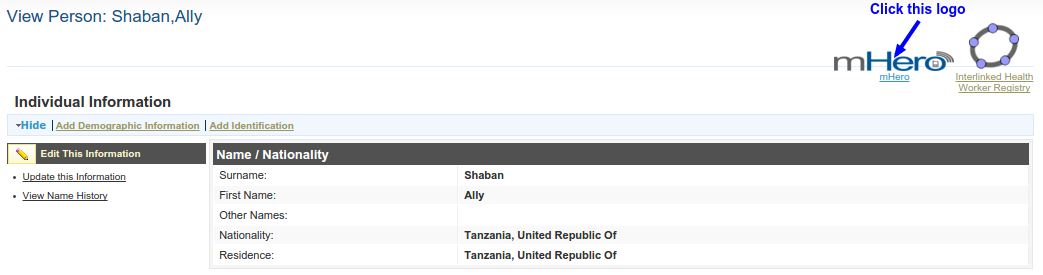 Click this logo
View Person: Shaban,Ally
mHero
mHero
Interlinked Health
Worker Registry
Individual Information
Hide | Add Demographic Information | Add Identification
Edit This Information
Update this Information
View Name History
Name / Nationality
Surname: Shaban
First Name: Ally
Other Names:
Nationality: Tanzania, United Republic Of
Residence: Tanzania, United Republic Of